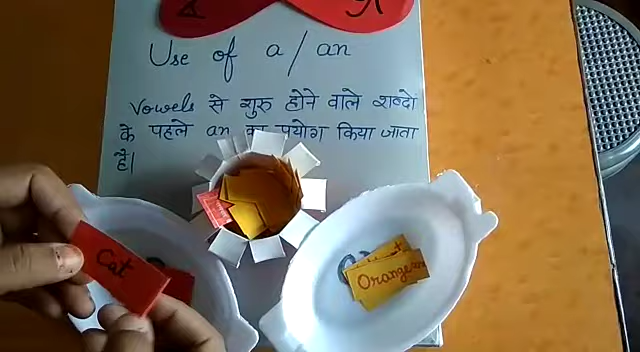 Use of a / an
Vowels से शुरु होने वाले शब्दो
के पहले an का प्रयोग किया जाता
है|
Cat
Orange